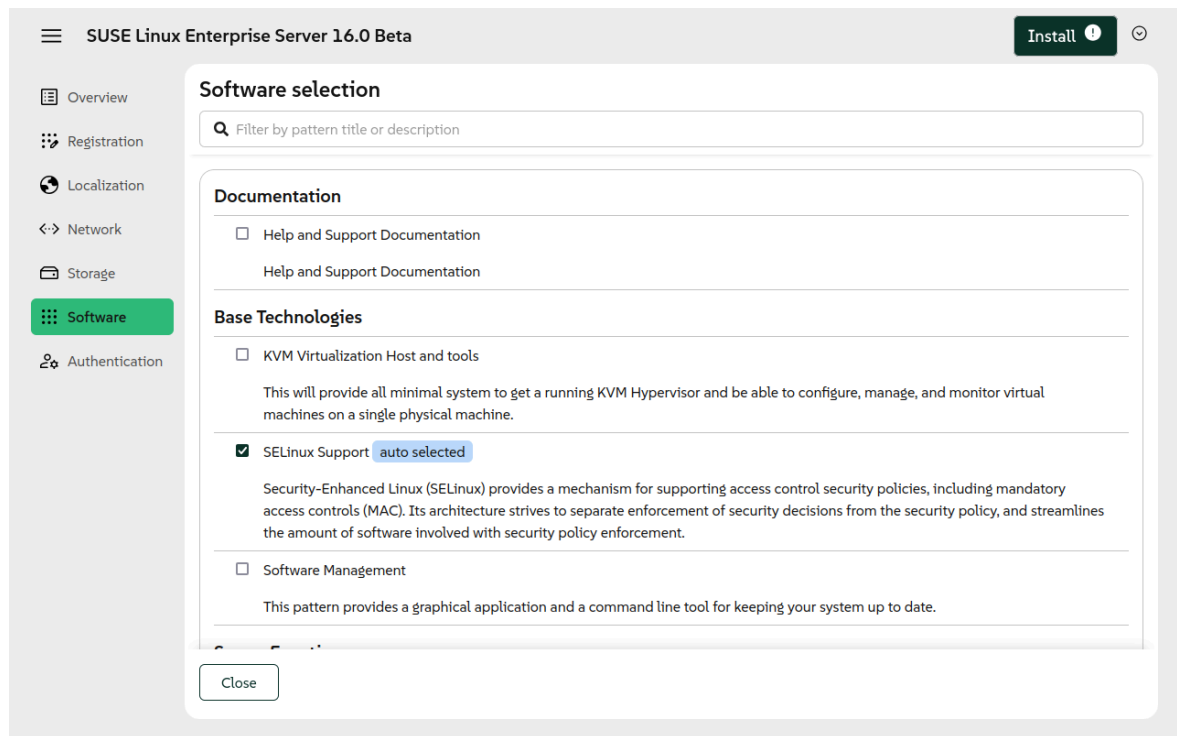 SUSE Linux Enterprise Server 16.0 Beta
Install
Overview
Registration
Localization
Network
Storage
Software
Authentication
Software selection
Filter by pattern title or description
Documentation
Help and Support Documentation
Help and Support Documentation
Base Technologies
KVM Virtualization Host and tools
This will provide all minimal system to get a running KVM Hypervisor and be able to configure, manage, and monitor virtual
machines on a single physical machine.
SELinux Support auto selected
Security-Enhanced Linux (SELinux) provides a mechanism for supporting access control security policies, including mandatory
access controls (MAC). Its architecture strives to separate enforcement of security decisions from the security policy, and streamlines
the amount of software involved with security policy enforcement.
Software Management
This pattern provides a graphical application and a command line tool for keeping your system up to date.
Close